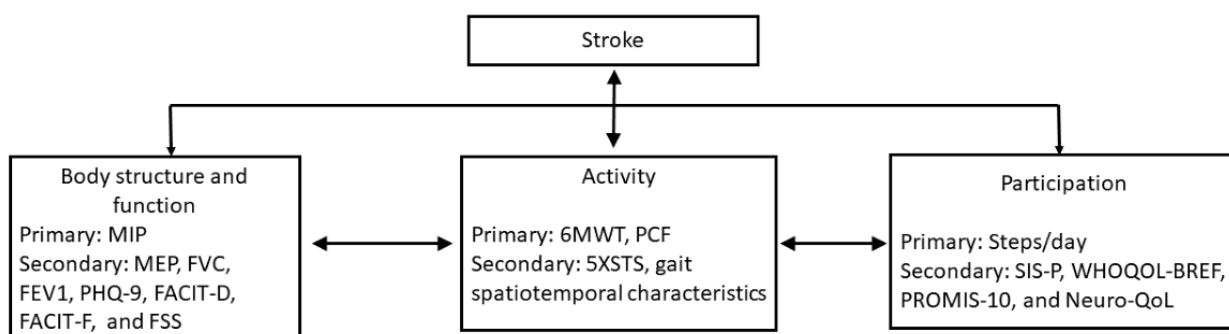 Stroke
Body structure and
function
Primary: MIP
Secondary: MEP, FVC,
FEV1, PHQ-9, FACIT-D,
FACIT-F, and FSS
Activity
Primary: 6MWT, PCF
Secondary: 5XSTS, gait
spatiotemporal characteristics
Participation
Primary: Steps/day
Secondary: SIS-P, WHOQOL-BREF,
PROMIS-10, and Neuro-QoL